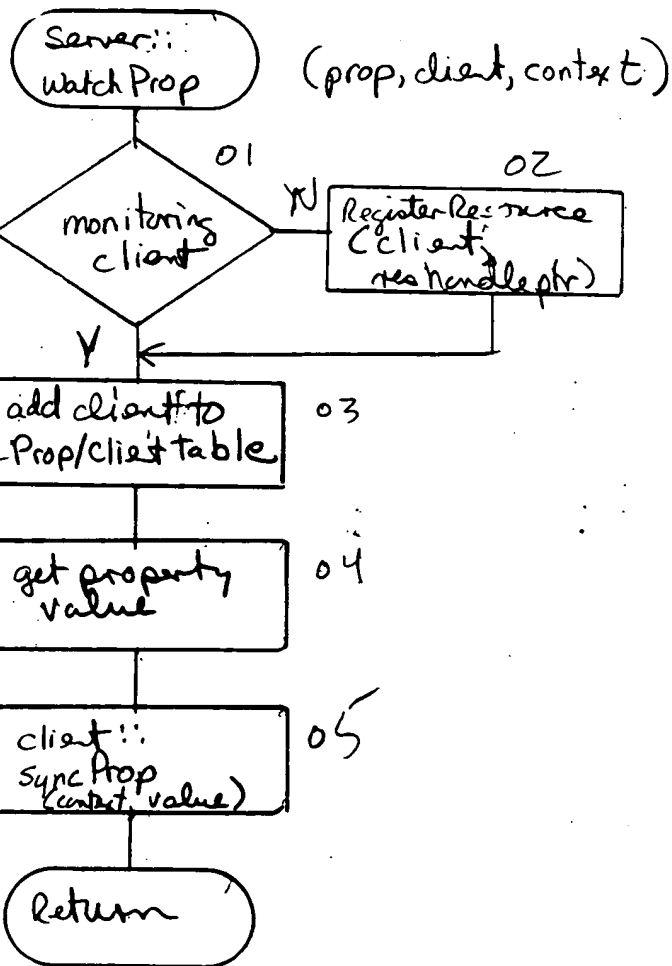 Server::
watchProp
(prop, client, context)
01
monitoring
client
N
02
RegisterResource
(client,
reshandleptr)
Y
add client to
Prop/Client table
03
get property
value
04
client::
syncProp
(context, value)
05
Return